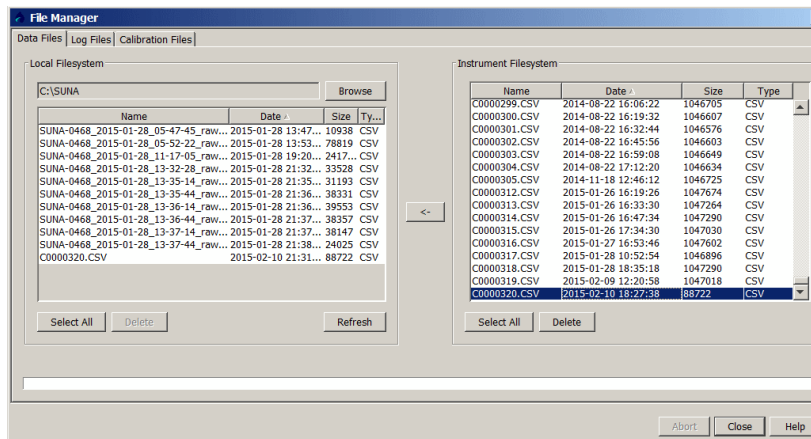 File Manager
Data Files Log Files Calibration Files
Local Filesystem
C:\SUNA Browse
Name Date Size Ty...
SUNA-0468_2015-01-28_05-47-45_raw... 2015-01-28 13:47... 10938 CSV
SUNA-0468_2015-01-28_05-52-22_raw... 2015-01-28 13:53... 78819 CSV
SUNA-0468_2015-01-28_11-17-05_raw... 2015-01-28 19:20... 2417... CSV
SUNA-0468_2015-01-28_13-32-28_raw... 2015-01-28 21:32... 33528 CSV
SUNA-0468_2015-01-28_13-35-14_raw... 2015-01-28 21:35... 31193 CSV
SUNA-0468_2015-01-28_13-35-44_raw... 2015-01-28 21:36... 38331 CSV
SUNA-0468_2015-01-28_13-36-14_raw... 2015-01-28 21:36... 39553 CSV
SUNA-0468_2015-01-28_13-36-44_raw... 2015-01-28 21:37... 38357 CSV
SUNA-0468_2015-01-28_13-37-14_raw... 2015-01-28 21:37... 38147 CSV
SUNA-0468_2015-01-28_13-37-44_raw... 2015-01-28 21:38... 24025 CSV
C0000320.CSV 2015-02-10 21:31... 88722 CSV
Select All Delete Refresh
<-
Instrument Filesystem
Name Date Size Type
C0000299.CSV 2014-08-22 16:06:22 1046705 CSV
C0000300.CSV 2014-08-22 16:19:32 1046607 CSV
C0000301.CSV 2014-08-22 16:32:44 1046576 CSV
C0000302.CSV 2014-08-22 16:45:56 1046603 CSV
C0000303.CSV 2014-08-22 16:59:08 1046649 CSV
C0000304.CSV 2014-08-22 17:12:20 1046634 CSV
C0000305.CSV 2014-11-18 12:46:12 1046725 CSV
C0000312.CSV 2015-01-26 16:19:26 1047674 CSV
C0000313.CSV 2015-01-26 16:33:30 1047264 CSV
C0000314.CSV 2015-01-26 16:47:34 1047290 CSV
C0000315.CSV 2015-01-26 17:34:30 1047030 CSV
C0000316.CSV 2015-01-27 16:53:46 1047602 CSV
C0000317.CSV 2015-01-28 10:52:54 1046896 CSV
C0000318.CSV 2015-01-28 18:35:18 1047290 CSV
C0000319.CSV 2015-02-09 12:20:58 1047018 CSV
C0000320.CSV 2015-02-10 18:27:38 88722 CSV
Select All Delete
Abort Close Help